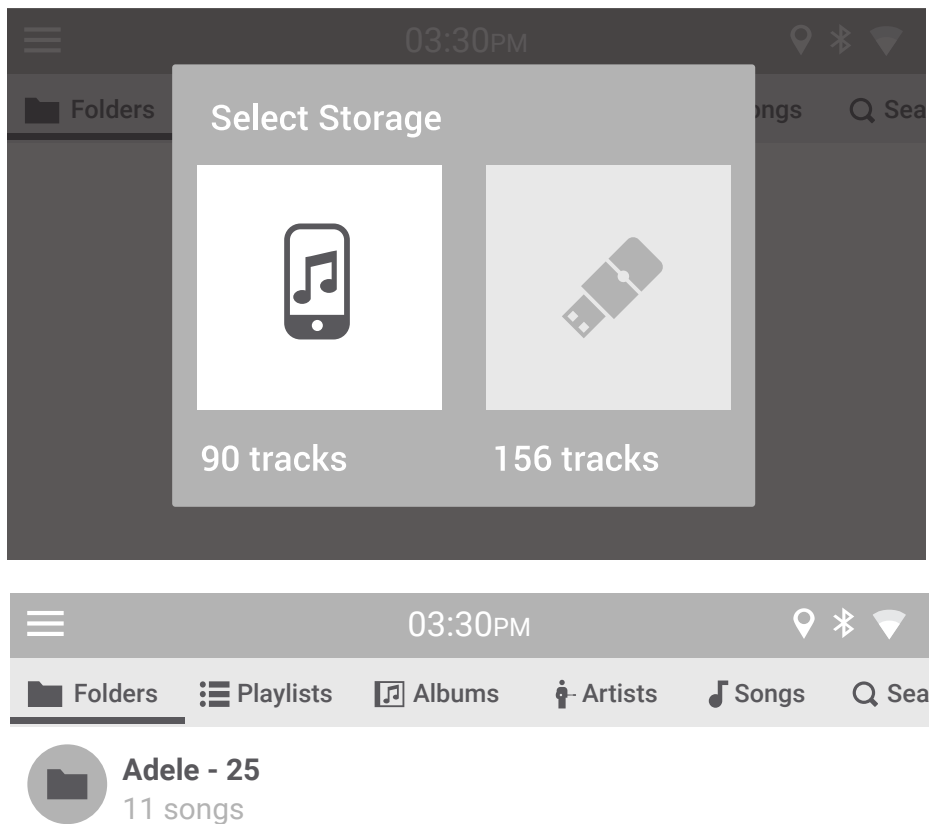 03:30PM
Folders ongs Sea
Select Storage
90 tracks 156 tracks
03:30PM
Folders Playlists Albums Artists Songs Sea
Adele - 25
11 songs